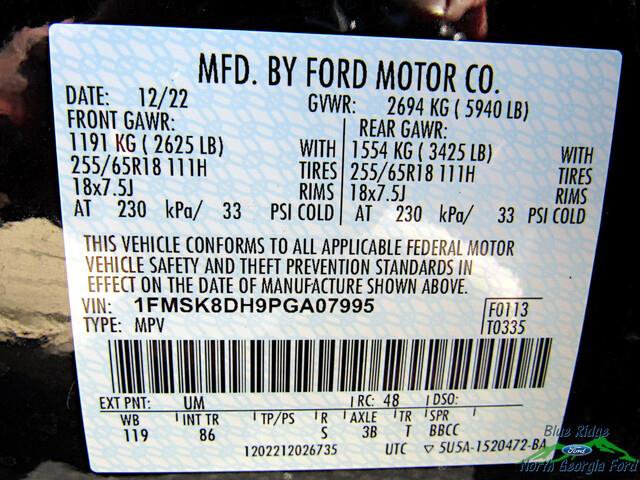 MFD. BY FORD MOTOR CO.
DATE: 12/22 GVWR: 2694 KG ( 5940 LB)
FRONT GAWR: REAR GAWR:
1191 KG ( 2625 LB) WITH 1554 KG ( 3425 LB) WITH
255/65R18 111H TIRES 255/65R18 111H TIRES
18x7.5J RIMS 18x7.5J RIMS
AT 230 kPa/ 33 PSI COLD AT 230 kPa/ 33 PSI COLD
THIS VEHICLE CONFORMS TO ALL APPLICABLE FEDERAL MOTOR
VEHICLE SAFETY AND THEFT PREVENTION STANDARDS IN
EFFECT ON THE DATE OF MANUFACTURE SHOWN ABOVE.
VIN: 1FMSK8DH9PGA07995 F0113
TYPE: MPV T0335
EXT PNT: UM RC: 48 DSO:
WB INT TR TP/PS R AXLE TR SPR
119 86 S 3B T BBCC
1202212026735 UTC ▽ 5U5A-1520472-BA
Blue Ridge
Ford
North Georgia Ford